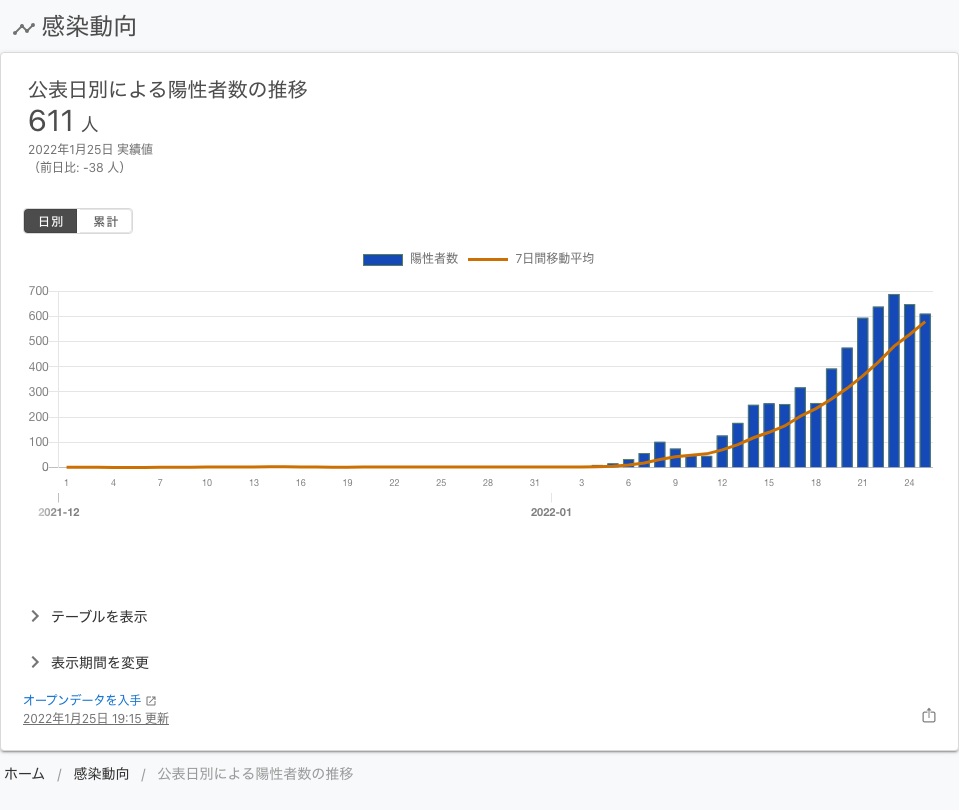 感染動向
公表日別による陽性者数の推移
611 人
2022年1月25日 実績値
（前日比: -38 人）
日別 累計
陽性者数 7日間移動平均
700
600
500
400
300
200
100
0
1 4 7 10 13 16 19 22 25 28 31 3 6 9 12 15 18 21 24
2021-12 2022-01
テーブルを表示
表示期間を変更
オープンデータを入手
2022年1月25日 19:15 更新
ホーム / 感染動向 / 公表日別による陽性者数の推移